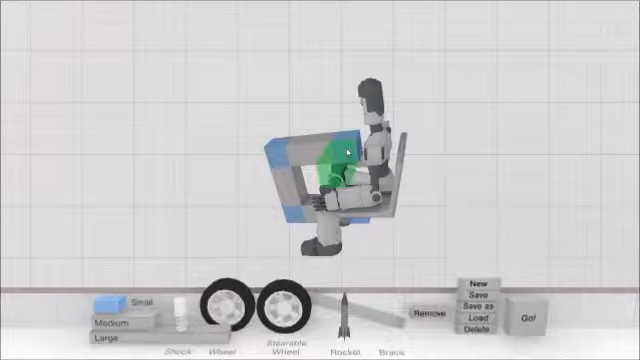 New
Save
Save as
Load
Delete
Small
Medium
Large
Remove
Go!
Shock
Wheel
Steerable
Wheel
Rocket
Brace